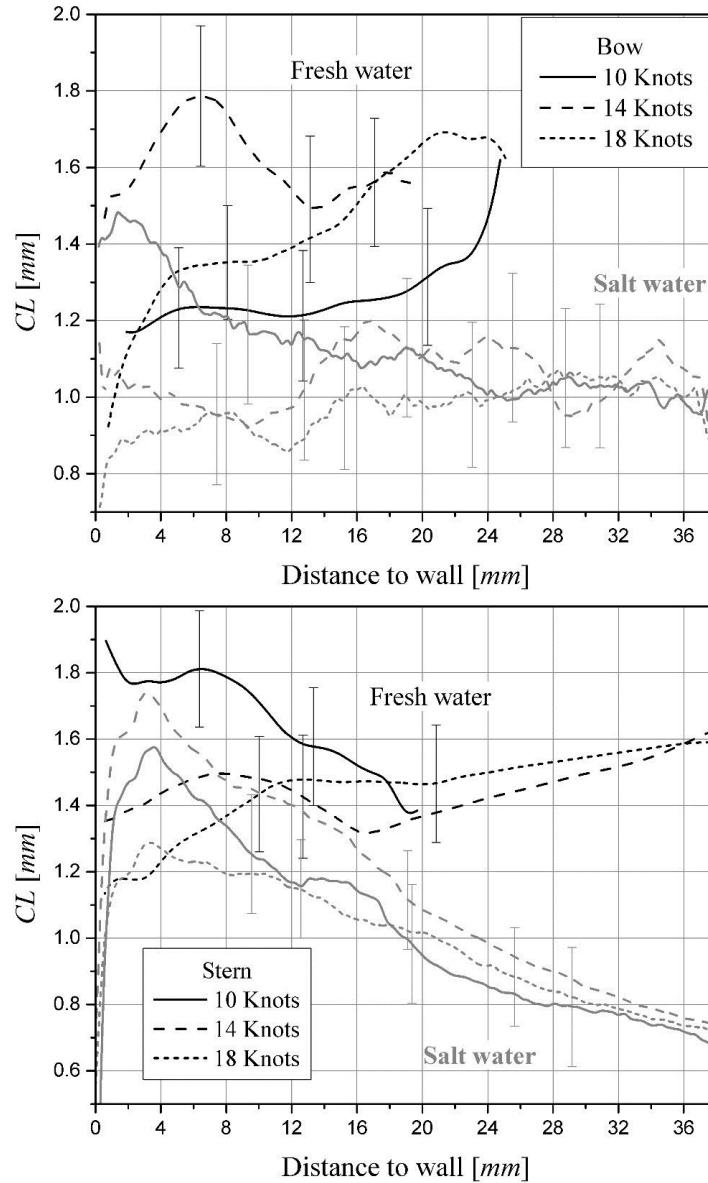 2.0
1.8
1.6
1.4
1.2
1.0
0.8
CL [mm]
Fresh water
Bow
10 Knots
14 Knots
18 Knots
Salt water
0 4 8 12 16 20 24 28 32 36
Distance to wall [mm]
2.0
1.8
1.6
1.4
1.2
1.0
0.8
0.6
CL [mm]
Fresh water
Stern
10 Knots
14 Knots
18 Knots
Salt water
0 4 8 12 16 20 24 28 32 36
Distance to wall [mm]